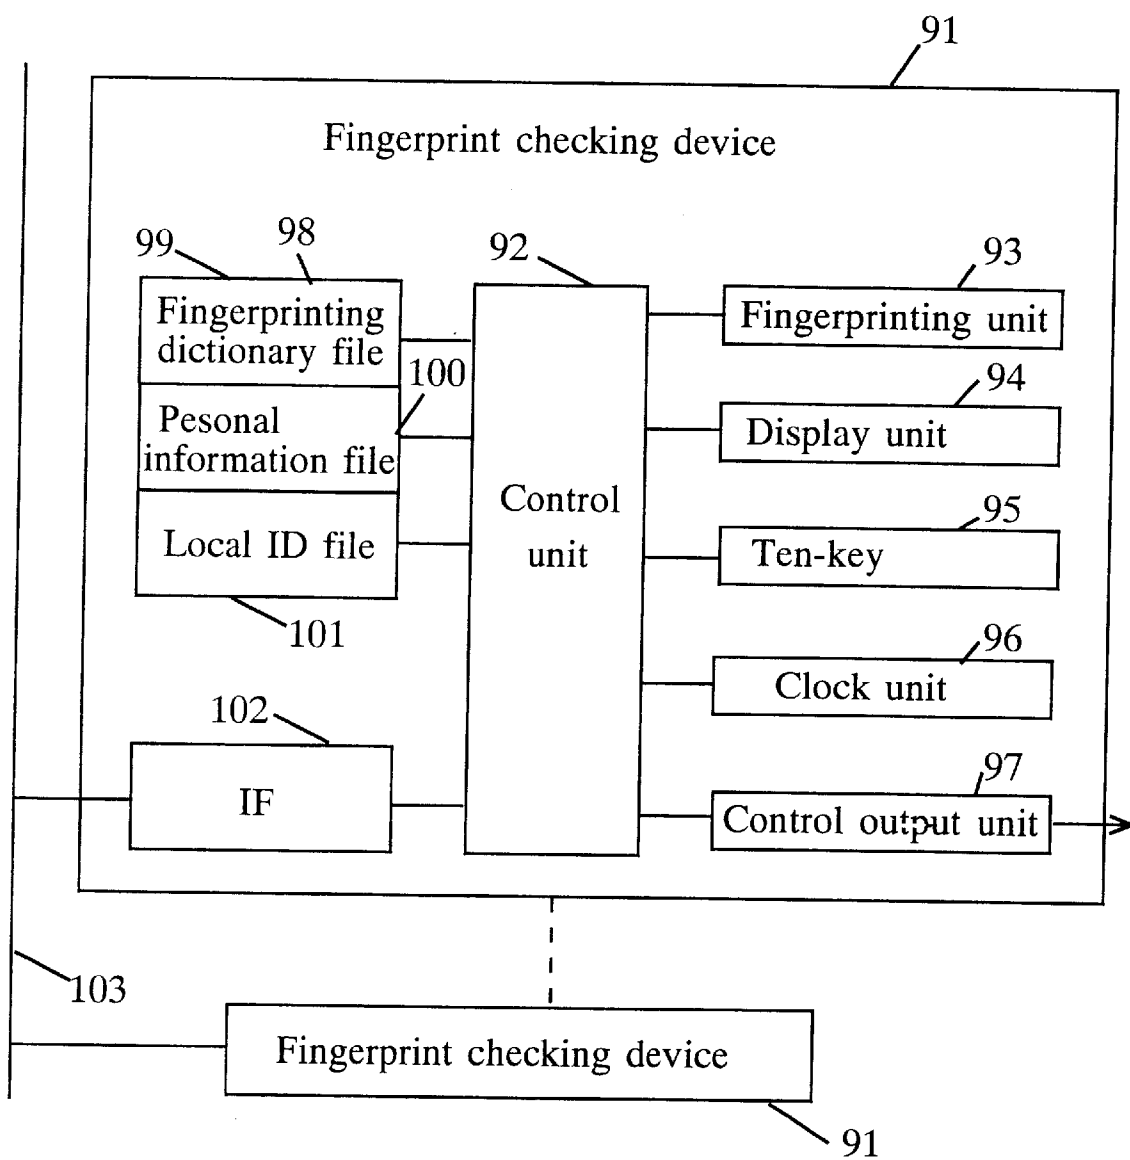 91
Fingerprint checking device
99
98
92
93
Fingerprinting
dictionary file
Fingerprinting unit
100
94
Pesonal
information file
Display unit
Control
unit
95
Local ID file
Ten-key
101
96
Clock unit
102
97
IF
Control output unit
103
Fingerprint checking device
91